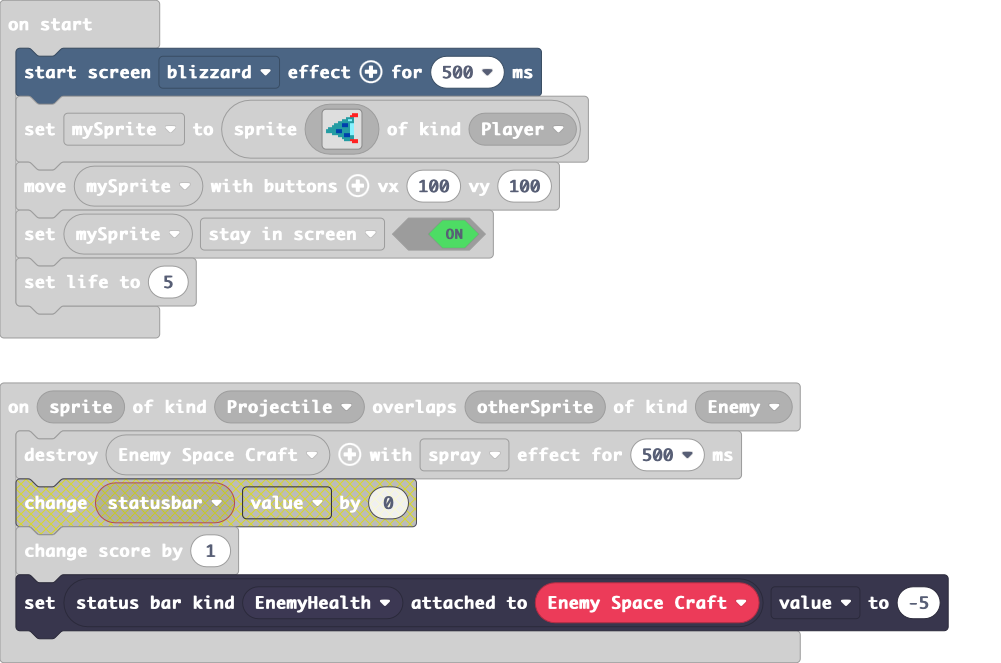 on start
start screen blizzard effect for 500 ms
set mySprite to sprite of kind Player
move mySprite with buttons vx 100 vy 100
set mySprite stay in screen ON
set life to 5
on sprite of kind Projectile overlaps otherSprite of kind Enemy
destroy Enemy Space Craft with spray effect for 500 ms
change statusbar value by 0
change score by 1
set status bar kind EnemyHealth attached to Enemy Space Craft value to -5